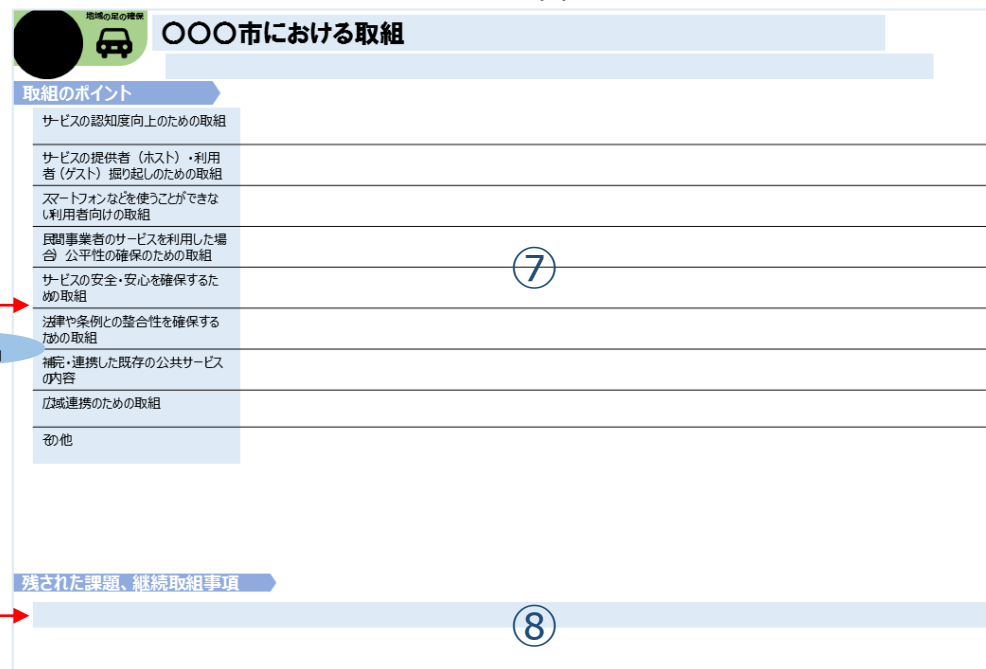 地域の足の確保
〇〇〇市における取組
取組のポイント
サービスの認知度向上のための取組
サービスの提供者（ホスト）・利用
者（ゲスト）掘り起しのための取組
スマートフォンなどを使うことができな
い利用者向けの取組
民間事業者のサービスを利用した場
合）公平性の確保のための取組
⑦
サービスの安全・安心を確保するた
めの取組
法律や条例との整合性を確保する
ための取組
補完・連携した既存の公共サービス
の内容
広域連携のための取組
その他
残された課題、継続取組事項
⑧